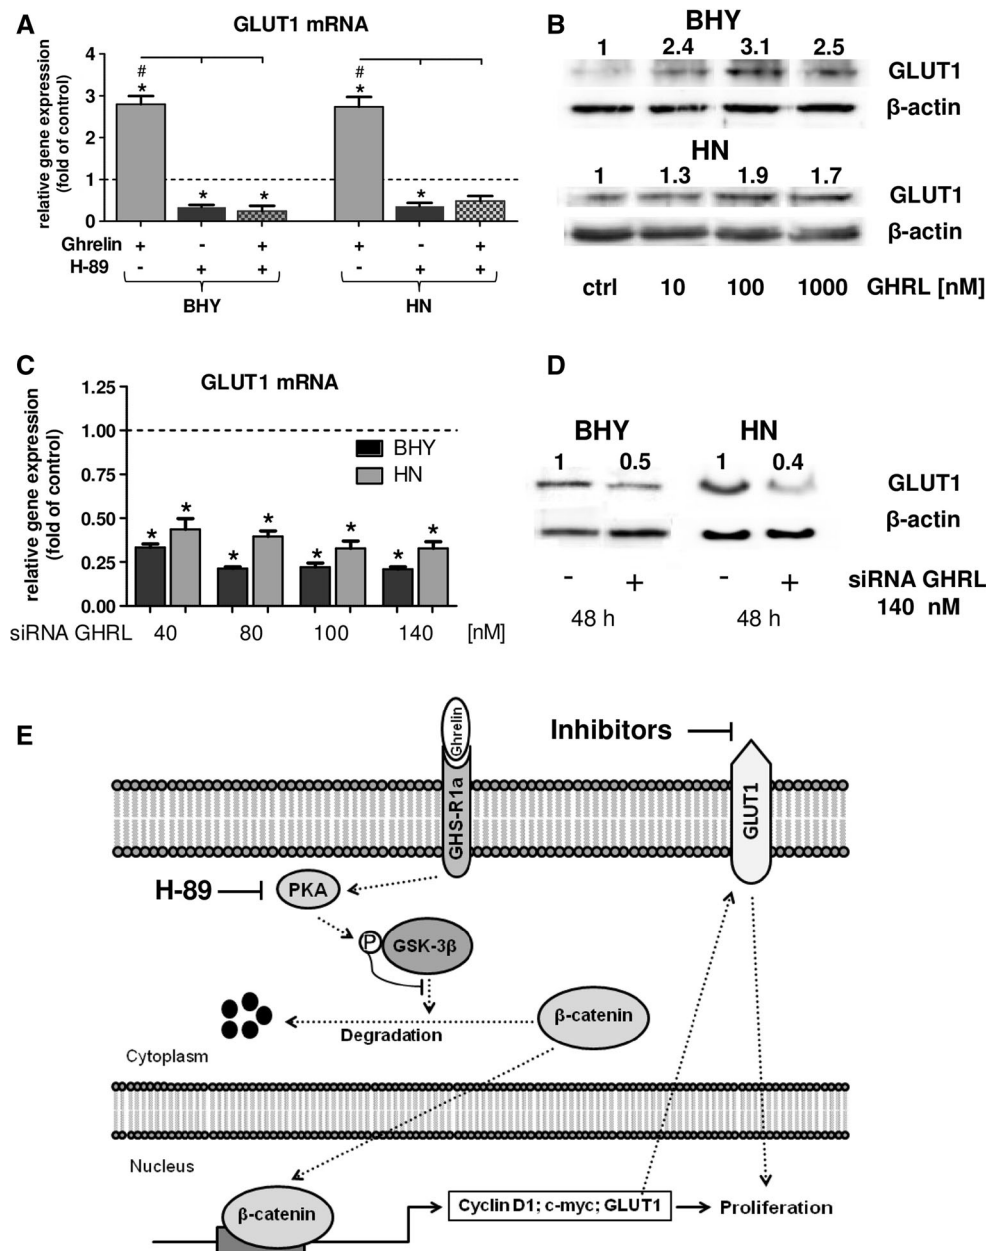 A
GLUT1 mRNA
relative gene expression
(fold of control)
4
3
2
1
0
#
*
*
*
#
*
*
Ghrelin + - + + - +
H-89 - + + - + +
BHY HN
B
BHY
1 2.4 3.1 2.5
GLUT1
β-actin
HN
1 1.3 1.9 1.7
GLUT1
β-actin
ctrl 10 100 1000 GHRL [nM]
C
GLUT1 mRNA
relative gene expression
(fold of control)
1.25
1.00
0.75
0.50
0.25
0.00
BHY
HN
* * * * * * * *
siRNA GHRL 40 80 100 140 [nM]
D
BHY HN
1 0.5 1 0.4
GLUT1
β-actin
- + - + siRNA GHRL
140 nM
48 h 48 h
E
Inhibitors
Ghrelin
GHS-R1a
GLUT1
H-89
PKA
P
GSK-3β
β-catenin
Degradation
Cytoplasm
Nucleus
β-catenin
Cyclin D1; c-myc; GLUT1
Proliferation